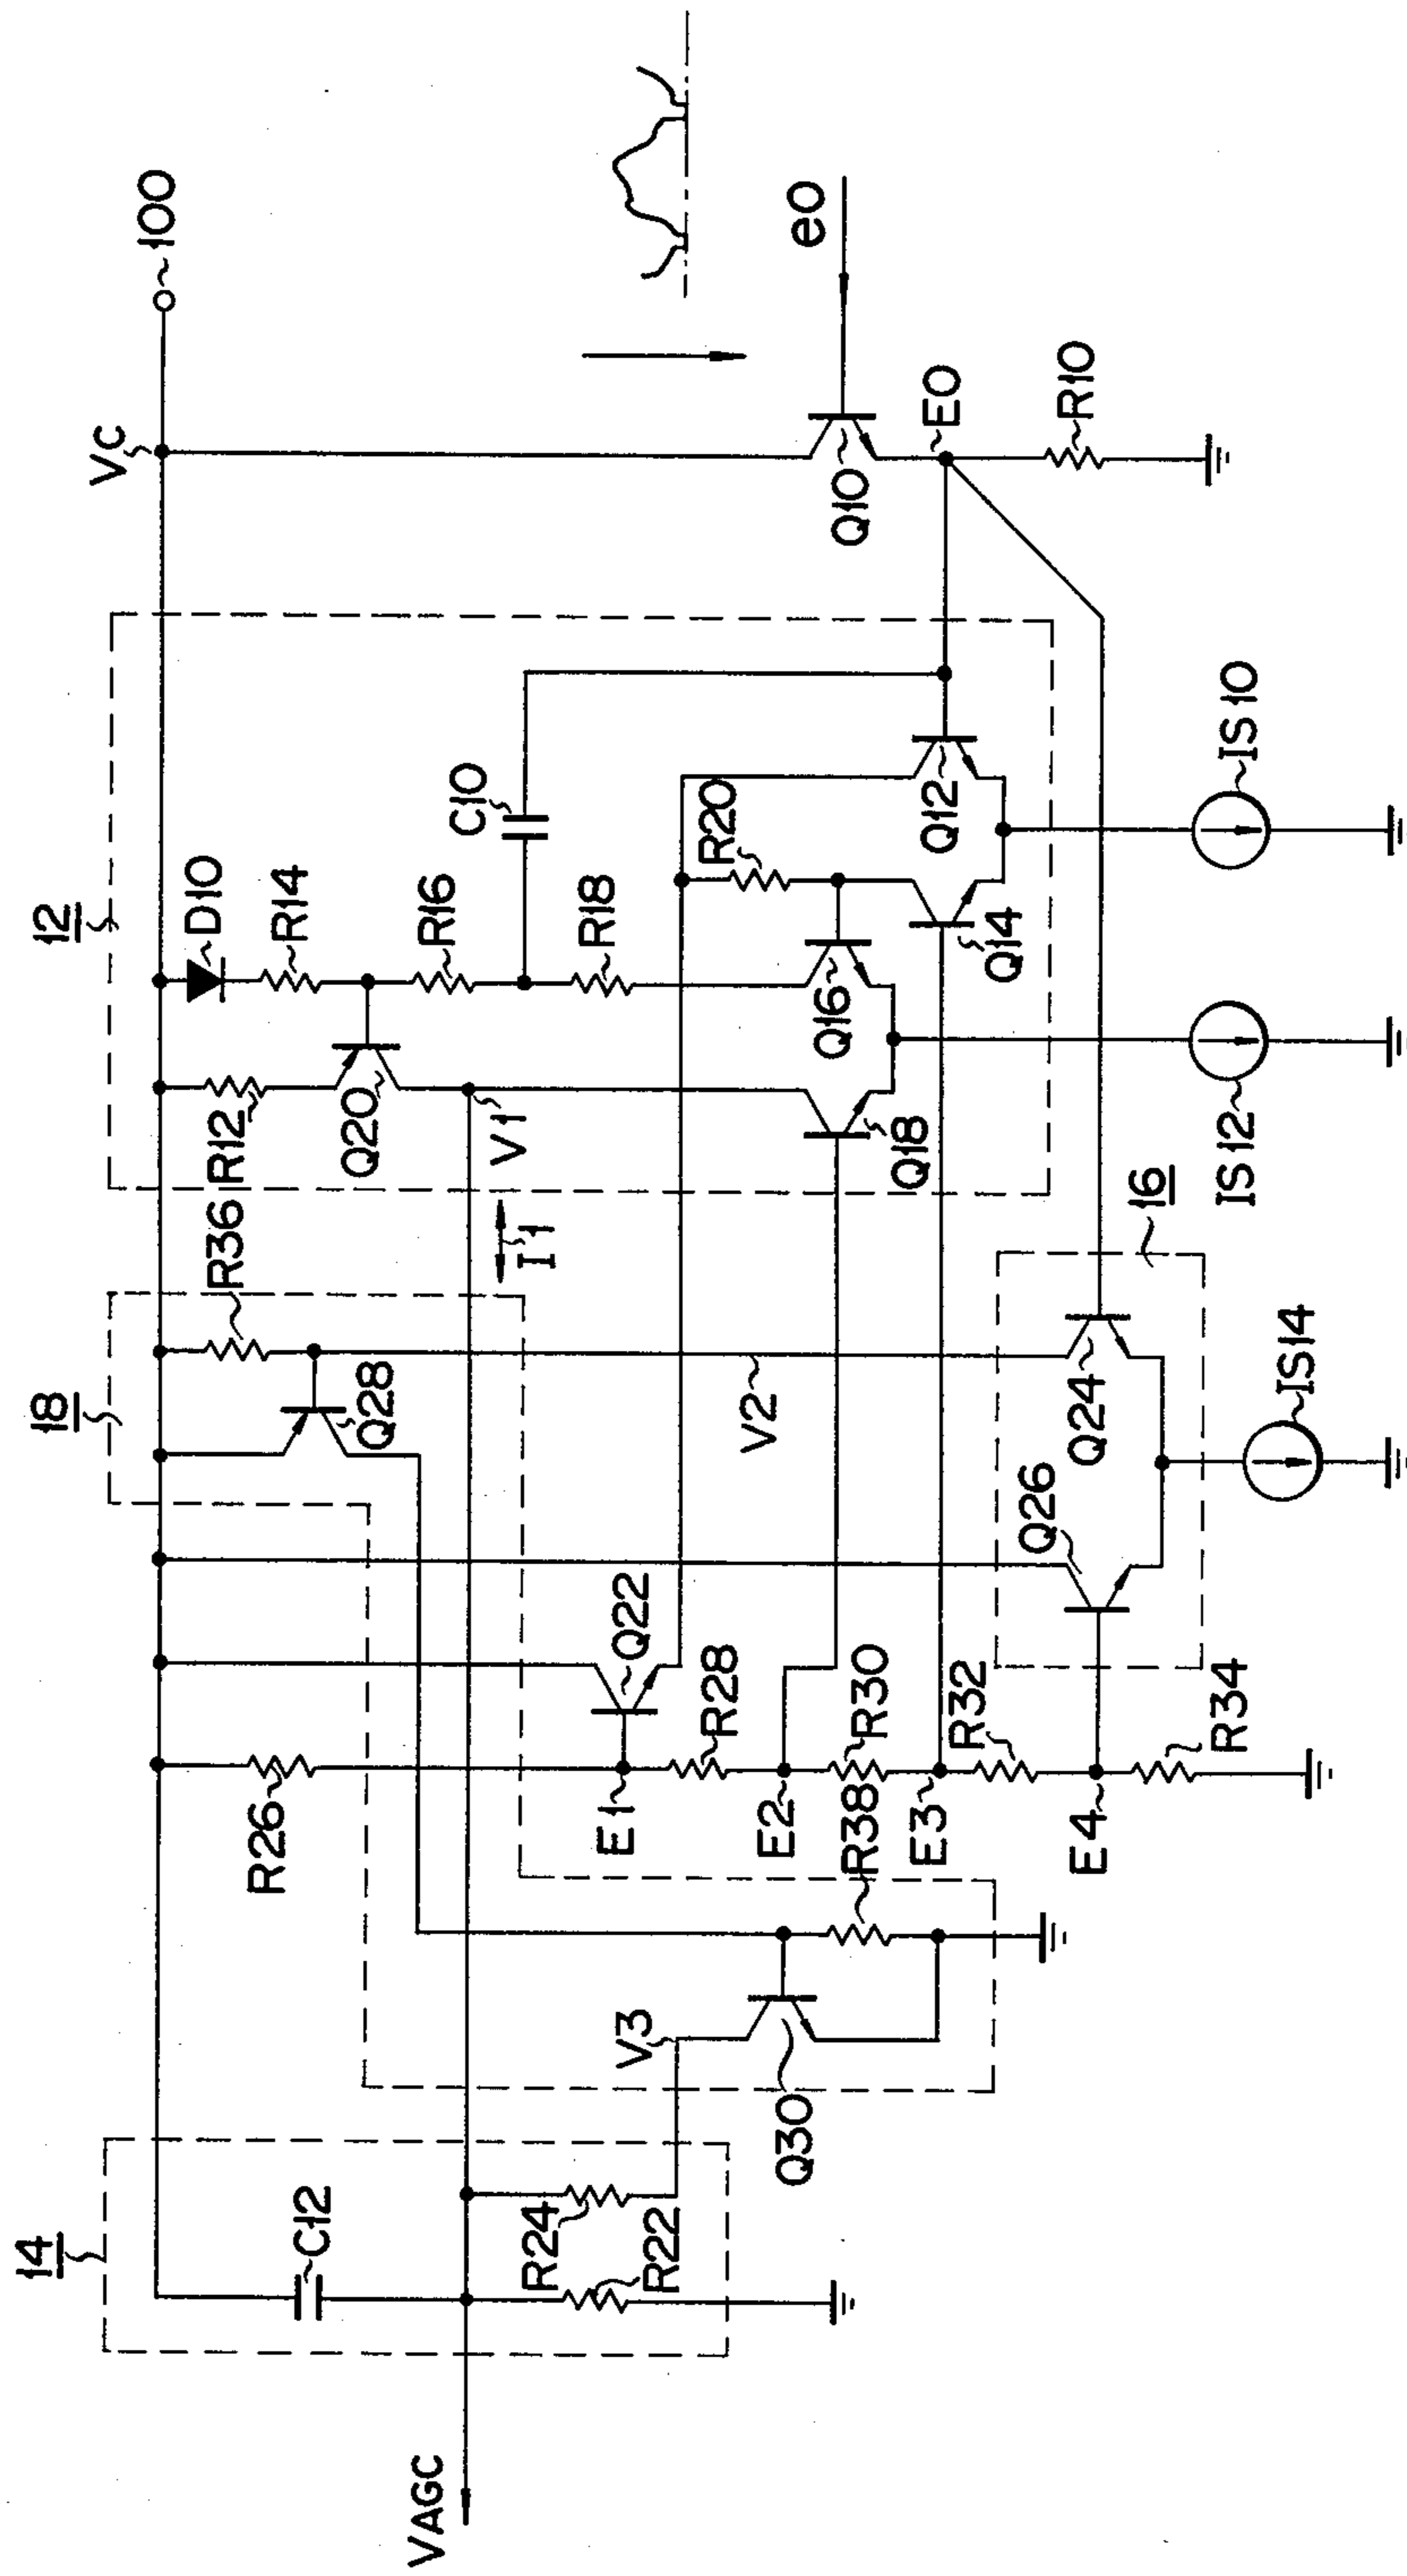 100
VC
eO
Q10
EO
R10
12
D10
R14
C10
R16
R18
R20
Q12
IS10
R12
Q20
V1
Q16
Q14
Q18
IS12
R36
I1
16
18
Q28
V2
Q24
IS14
Q26
Q22
R28
R30
R32
R34
R26
E1
E2
R38
E3
E4
V3
Q30
14
C12
R24
R22
VAGC